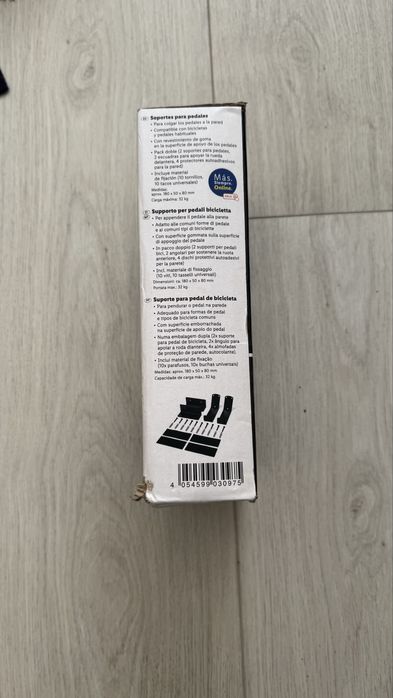 ES Soportes para pedales
• Para colgar los pedales a la pared
• Compatible con bicicletas
y pedales habituales
• Con revestimiento de goma
en la superficie de apoyo de los pedales
• Pack doble (2 soportes para pedales,
2 escuadras para apoyar la rueda
delantera, 4 protectores autoadhesivos
para la pared)
• Incluye material
de fijación (10 tornillos,
10 tacos universales)
Medidas:
aprox. 180 x 50 x 80 mm
Carga máxima: 32 kg
Más.
Siempre.
Online.
Supporto per pedali bicicletta
• Per appendere il pedale alla parete
• Adatto alle comuni forme di pedale
e ai comuni tipi di biciclette
• Con superficie gommata sulla superficie
di appoggio del pedale
• In pacco doppio (2 supporti per pedali
bici, 2 angolari per sostenere la ruota
anteriore, 4 dischi protettivi autoadesivi
per la parete)
• Incl. materiali di fissaggio
(10 viti, 10 tasselli universali)
Dimensioni: ca. 180 x 50 x 80 mm
Portata max.: 32 kg
PT Suporte para pedal de bicicleta
• Para pendurar o pedal na parede
• Adequado para formas de pedal
e tipos de bicicleta comuns
• Com superfície emborrachada
na superfície de apoio do pedal
• Numa embalagem dupla (2x suporte
para pedal de bicicleta, 2x ângulo para
apoiar a roda dianteira, 4x almofadas
de proteção de parede, autocolante)
• Inclui material de fixação
(10x parafusos, 10x buchas universais)
Medidas: aprox. 180 x 50 x 80 mm
Capacidade de carga máx.: 32 kg
4 054599 030975